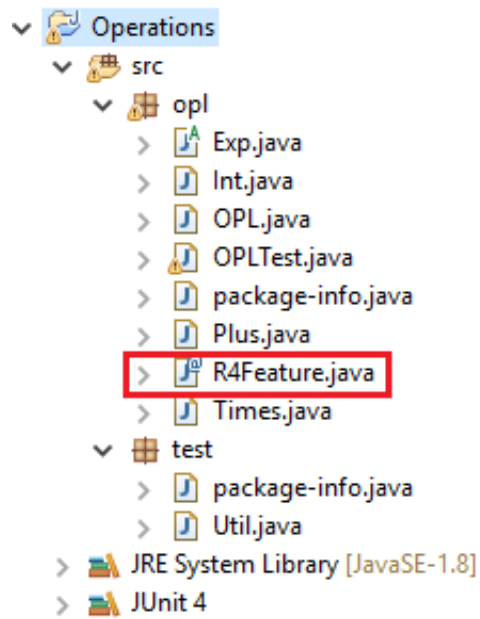 Operations
src
opl
Exp.java
Int.java
OPL.java
OPLTest.java
package-info.java
Plus.java
R4Feature.java
Times.java
test
package-info.java
Util.java
JRE System Library [JavaSE-1.8]
JUnit 4